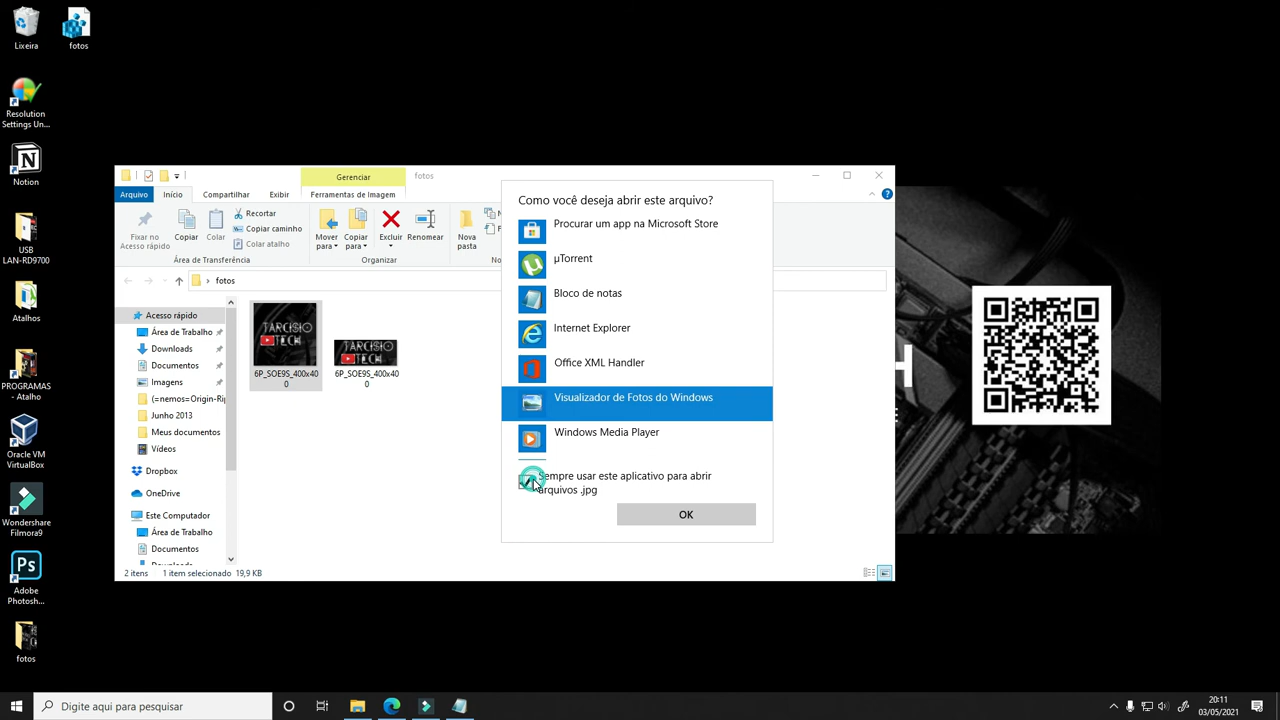 Lixeira
fotos
Resolution
Settings Un...
Notion
USB
LAN-RD9700
Atalhos
PROGRAMAS
- Atalho
Oracle VM
VirtualBox
Wondershare
Filmora9
Adobe
Photosh...
fotos
Gerenciar
fotos
Arquivo
Início
Compartilhar
Exibir
Ferramentas de Imagem
Fixar no
Acesso rápido
Copiar
Colar
Recortar
Copiar caminho
Colar atalho
Área de Transferência
Mover
para
Copiar
para
Excluir
Renomear
Organizar
Nova
pasta
fotos
Acesso rápido
Área de Trabalho
Downloads
Documentos
Imagens
(=nemos=Origin-Rip
Junho 2013
Meus documentos
Vídeos
Dropbox
OneDrive
Este Computador
Área de Trabalho
Documentos
TARCISIO
TECH
6P_SOE9S_400x40
0
TARCISIO
TECH
6P_SOE9S_400x40
0
2 itens
1 item selecionado 19,9 KB
Como você deseja abrir este arquivo?
Procurar um app na Microsoft Store
µTorrent
Bloco de notas
Internet Explorer
Office XML Handler
Visualizador de Fotos do Windows
Windows Media Player
Sempre usar este aplicativo para abrir
arquivos .jpg
OK
H
Digite aqui para pesquisar
20:11
03/05/2021